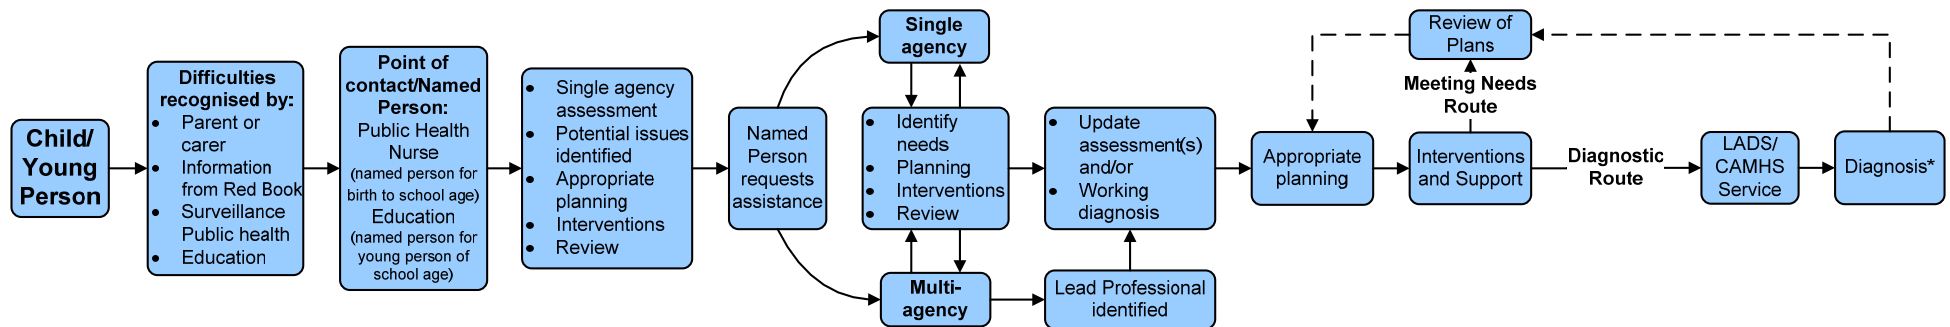 Child/
Young
Person
Difficulties
recognised by:
• Parent or
carer
• Information
from Red Book
• Surveillance
Public health
• Education
Point of
contact/Named
Person:
Public Health
Nurse
(named person for
birth to school age)
Education
(named person for
young person of
school age)
• Single agency
assessment
• Potential issues
identified
• Appropriate
planning
• Interventions
• Review
Named
Person
requests
assistance
Single
agency
• Identify
needs
• Planning
• Interventions
• Review
Multi-
agency
• Update
assessment(s)
and/or
• Working
diagnosis
Lead Professional
identified
Appropriate
planning
Review of
Plans
Meeting Needs
Route
Interventions
and Support
Diagnostic
Route
LADS/
CAMHS
Service
Diagnosis*